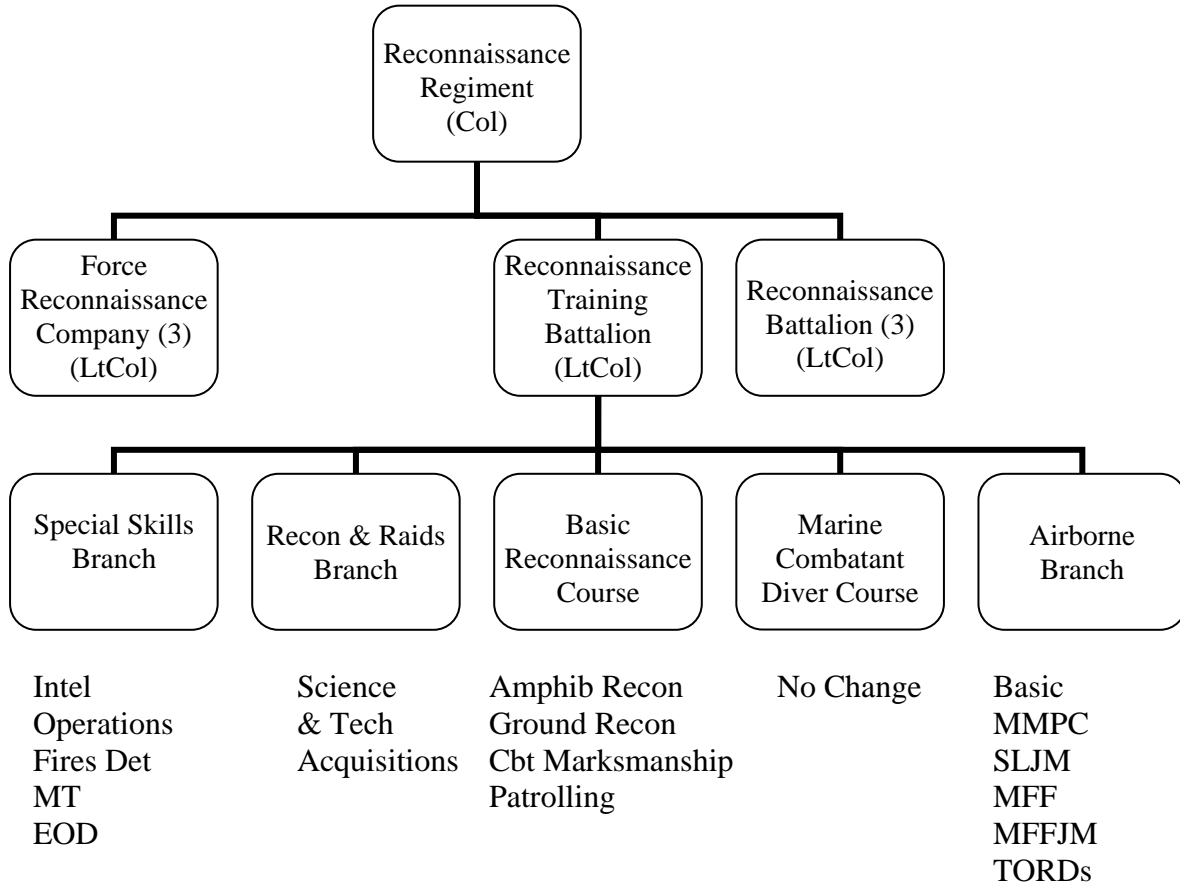 Reconnaissance
Regiment
(Col)
Force
Reconnaissance
Company (3)
(LtCol)
Reconnaissance
Training
Battalion
(LtCol)
Reconnaissance
Battalion (3)
(LtCol)
Special Skills
Branch
Recon & Raids
Branch
Basic
Reconnaissance
Course
Marine
Combatant
Diver Course
Airborne
Branch
Intel
Operations
Fires Det
MT
EOD
Science
& Tech
Acquisitions
Amphib Recon
Ground Recon
Cbt Marksmanship
Patrolling
No Change
Basic
MMPC
SLJM
MFF
MFFJM
TORDs